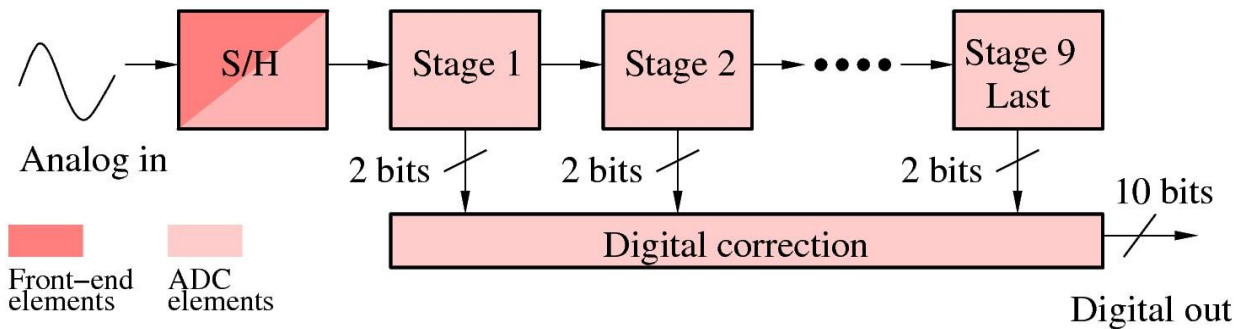 S/H
Stage 1
Stage 2
Stage 9
Last
Analog in
2 bits
2 bits
2 bits
10 bits
Digital correction
Front-end
elements
ADC
elements
Digital out